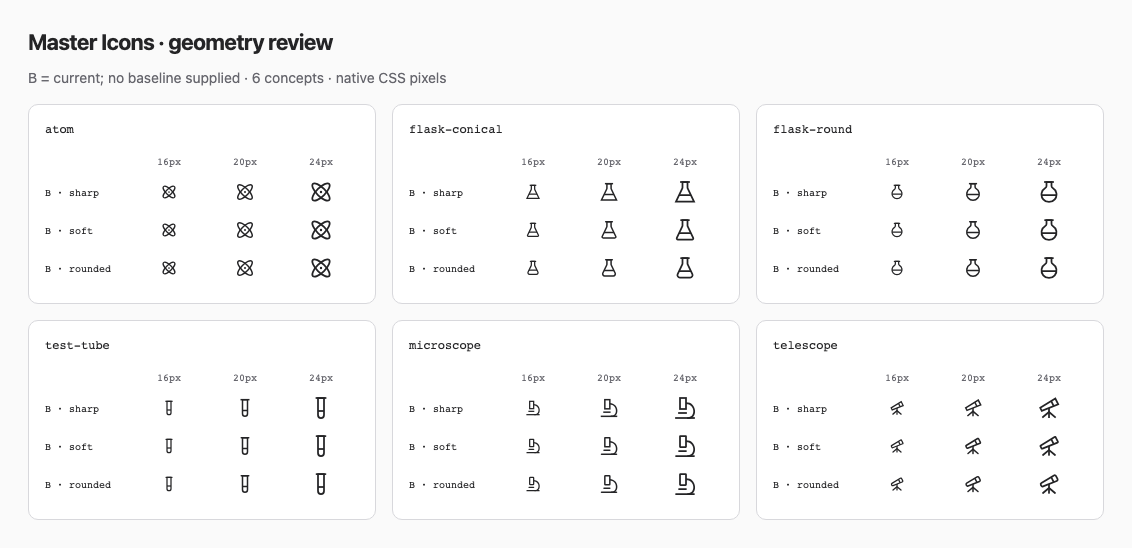 Master Icons · geometry review
B = current; no baseline supplied · 6 concepts · native CSS pixels
atom
16px 20px 24px
B · sharp
B · soft
B · rounded
flask-conical
16px 20px 24px
B · sharp
B · soft
B · rounded
flask-round
16px 20px 24px
B · sharp
B · soft
B · rounded
test-tube
16px 20px 24px
B · sharp
B · soft
B · rounded
microscope
16px 20px 24px
B · sharp
B · soft
B · rounded
telescope
16px 20px 24px
B · sharp
B · soft
B · rounded